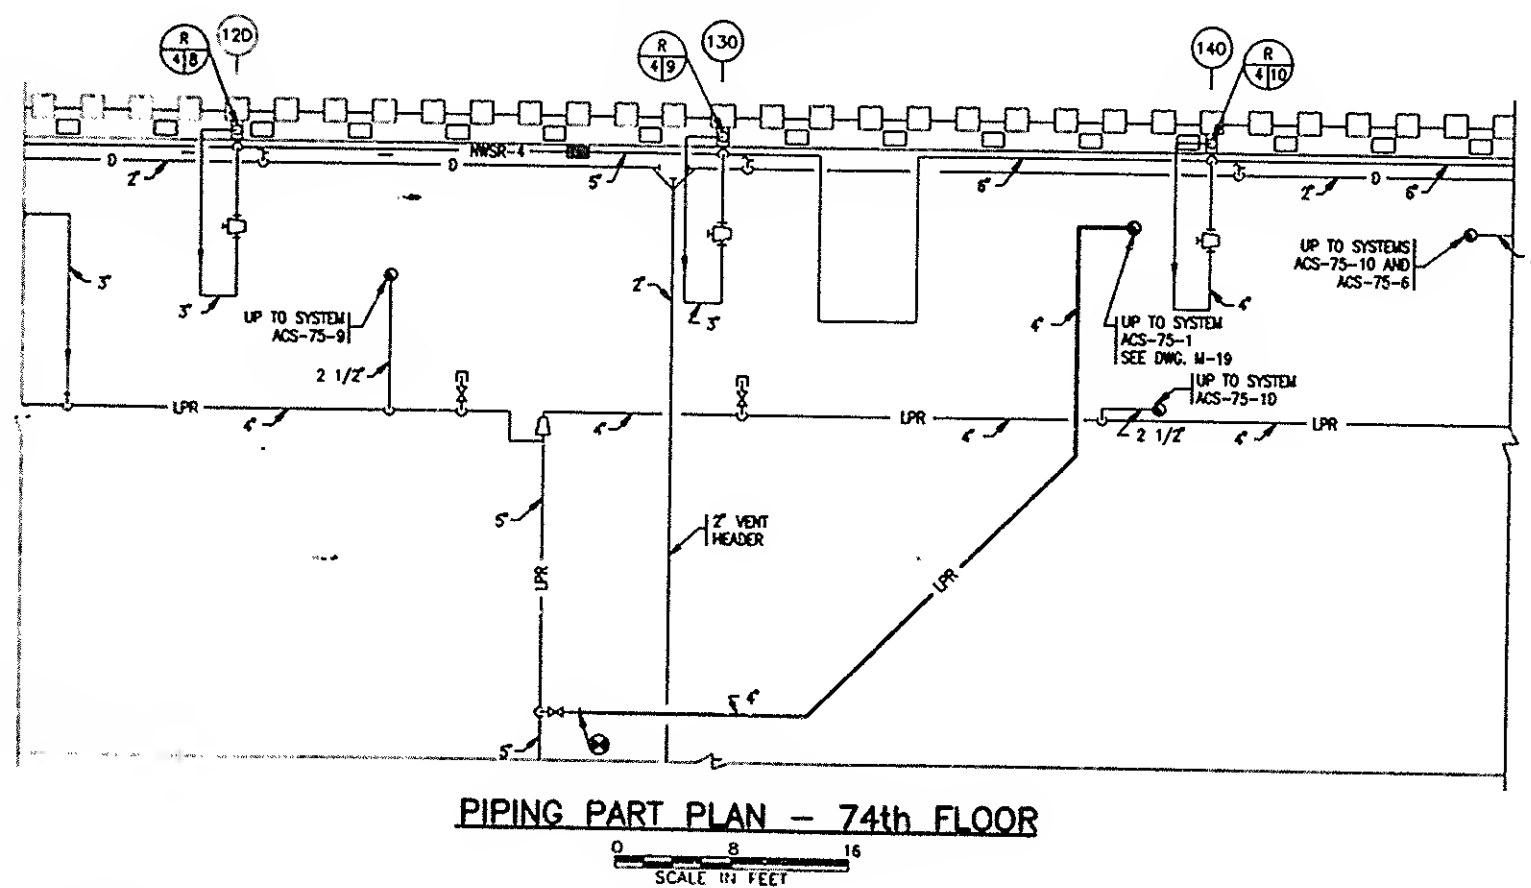 R
4 8
120
R
4 9
130
140
R
4 10
D
2"
HWSR-4
D
5"
6"
2"
D
6"
3"
3"
UP TO SYSTEM
ACS-75-9
2 1/2"
2"
3"
4"
UP TO SYSTEM
ACS-75-1
SEE DWG. M-19
4"
UP TO SYSTEMS
ACS-75-10 AND
ACS-75-6
UP TO SYSTEM
ACS-75-10
2 1/2"
4"
LPR
4"
LPR
4"
4"
LPR
5"
2" VENT
HEADER
LPR
LPR
4"
5"
PIPING PART PLAN – 74th FLOOR
0 8 16
SCALE IN FEET